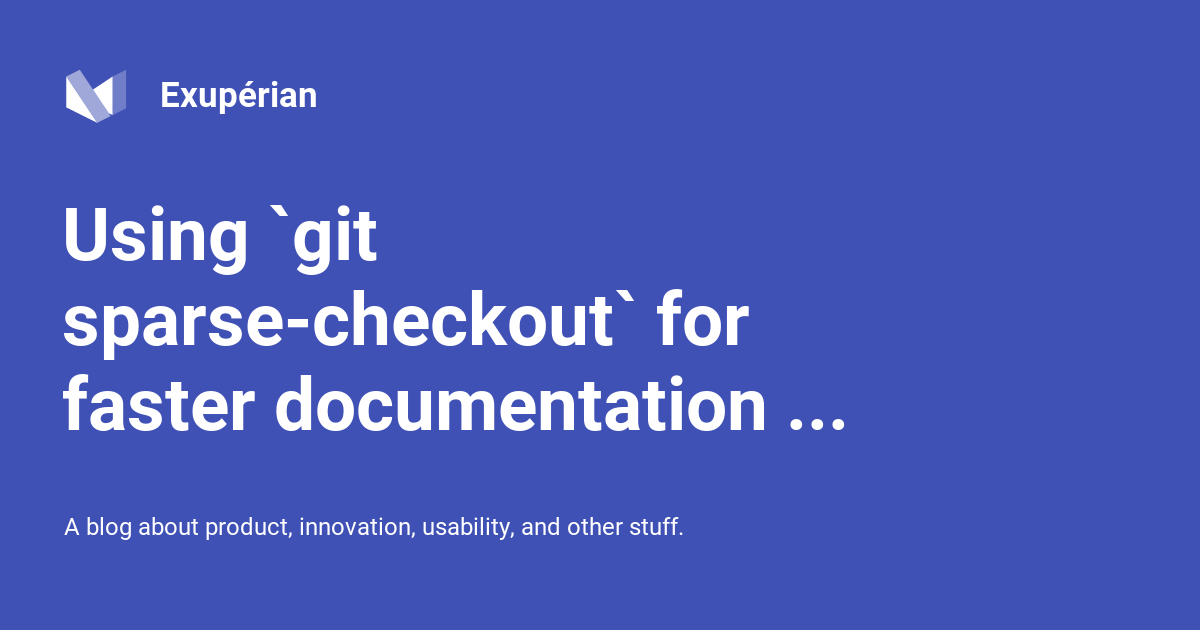 Exupérian
Using `git
sparse-checkout` for
faster documentation ...
A blog about product, innovation, usability, and other stuff.